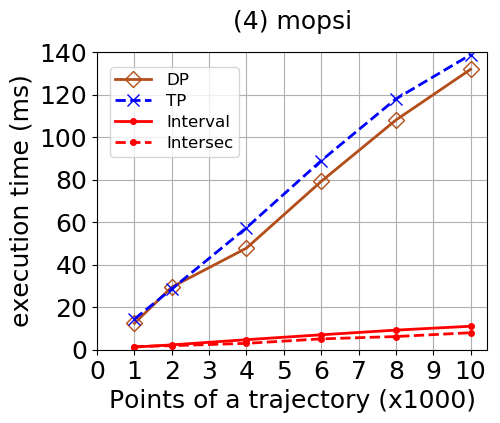 (4) mopsi
execution time (ms)
140
120
100
80
60
40
20
0
DP
TP
Interval
Intersec
0 1 2 3 4 5 6 7 8 9 10
Points of a trajectory (x1000)